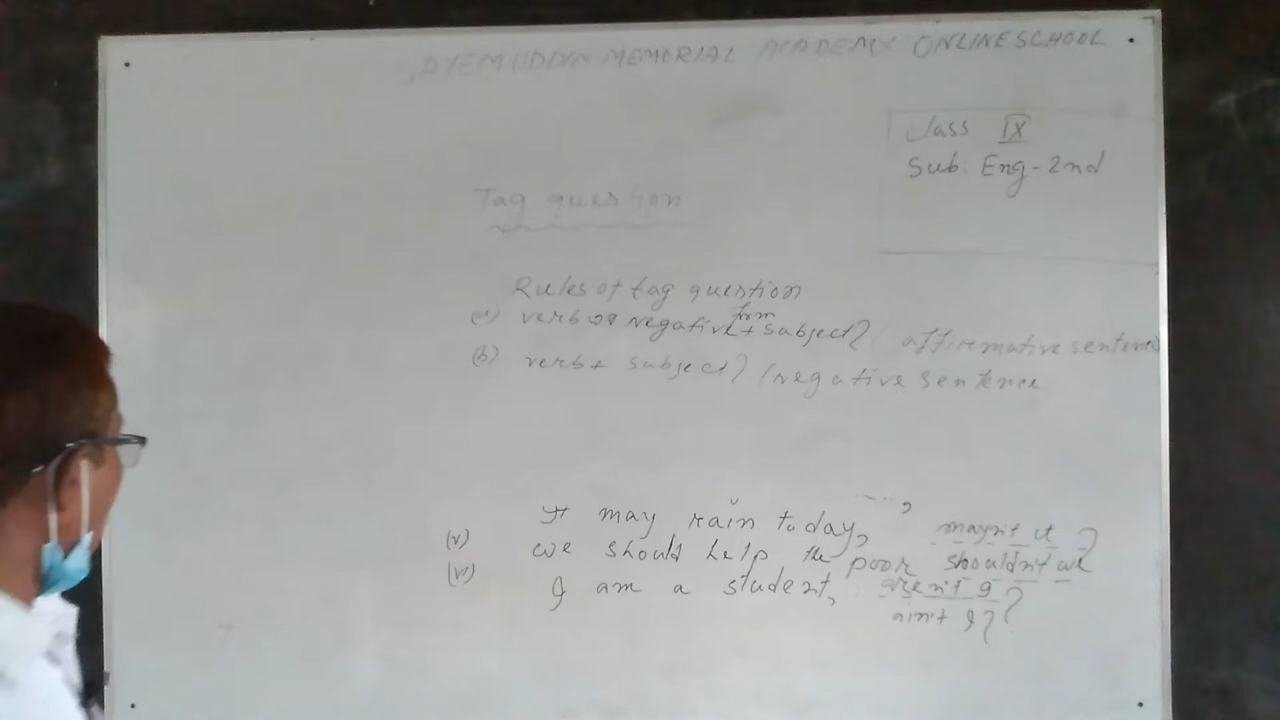 SAYEMUDDIN MEMORIAL ACADEMY ONLINE SCHOOL
Class IX
Sub. Eng-2nd
Tag question
Rules of tag question
(a) verb negative form + subject? affirmative sentence
(b) verb + subject? / negative sentence
It may rain today, mayn't it ?
(v) we should help the poor shouldn't we
(vi) I am a student, aren't I ?
ain't I?